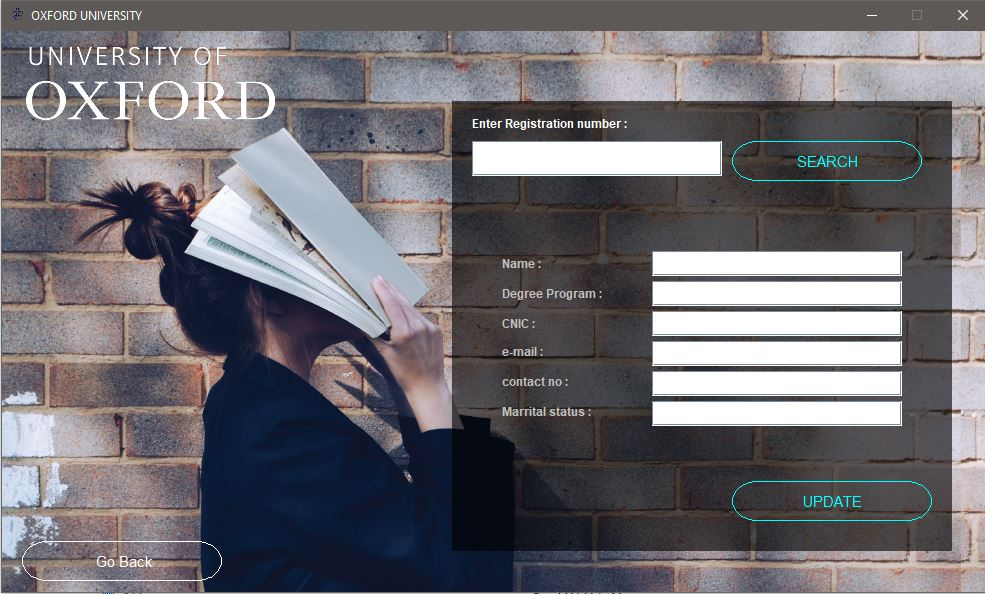 OXFORD UNIVERSITY
UNIVERSITY OF
OXFORD
Enter Registration number :
SEARCH
Name :
Degree Program :
CNIC :
e-mail :
contact no :
Marrital status :
UPDATE
Go Back